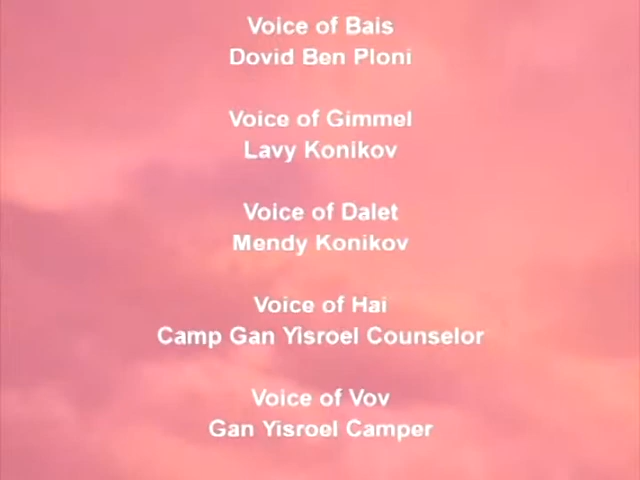 Voice of Bais
Dovid Ben Ploni
Voice of Gimmel
Lavy Konikov
Voice of Dalet
Mendy Konikov
Voice of Hai
Camp Gan Yisroel Counselor
Voice of Vov
Gan Yisroel Camper